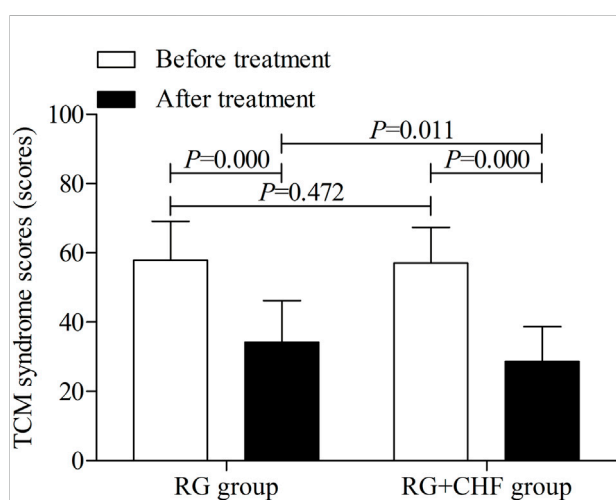 Before treatment
After treatment
TCM syndrome scores (scores)
100
80
60
40
20
0
P=0.011
P=0.000
P=0.000
P=0.472
RG group
RG+CHF group